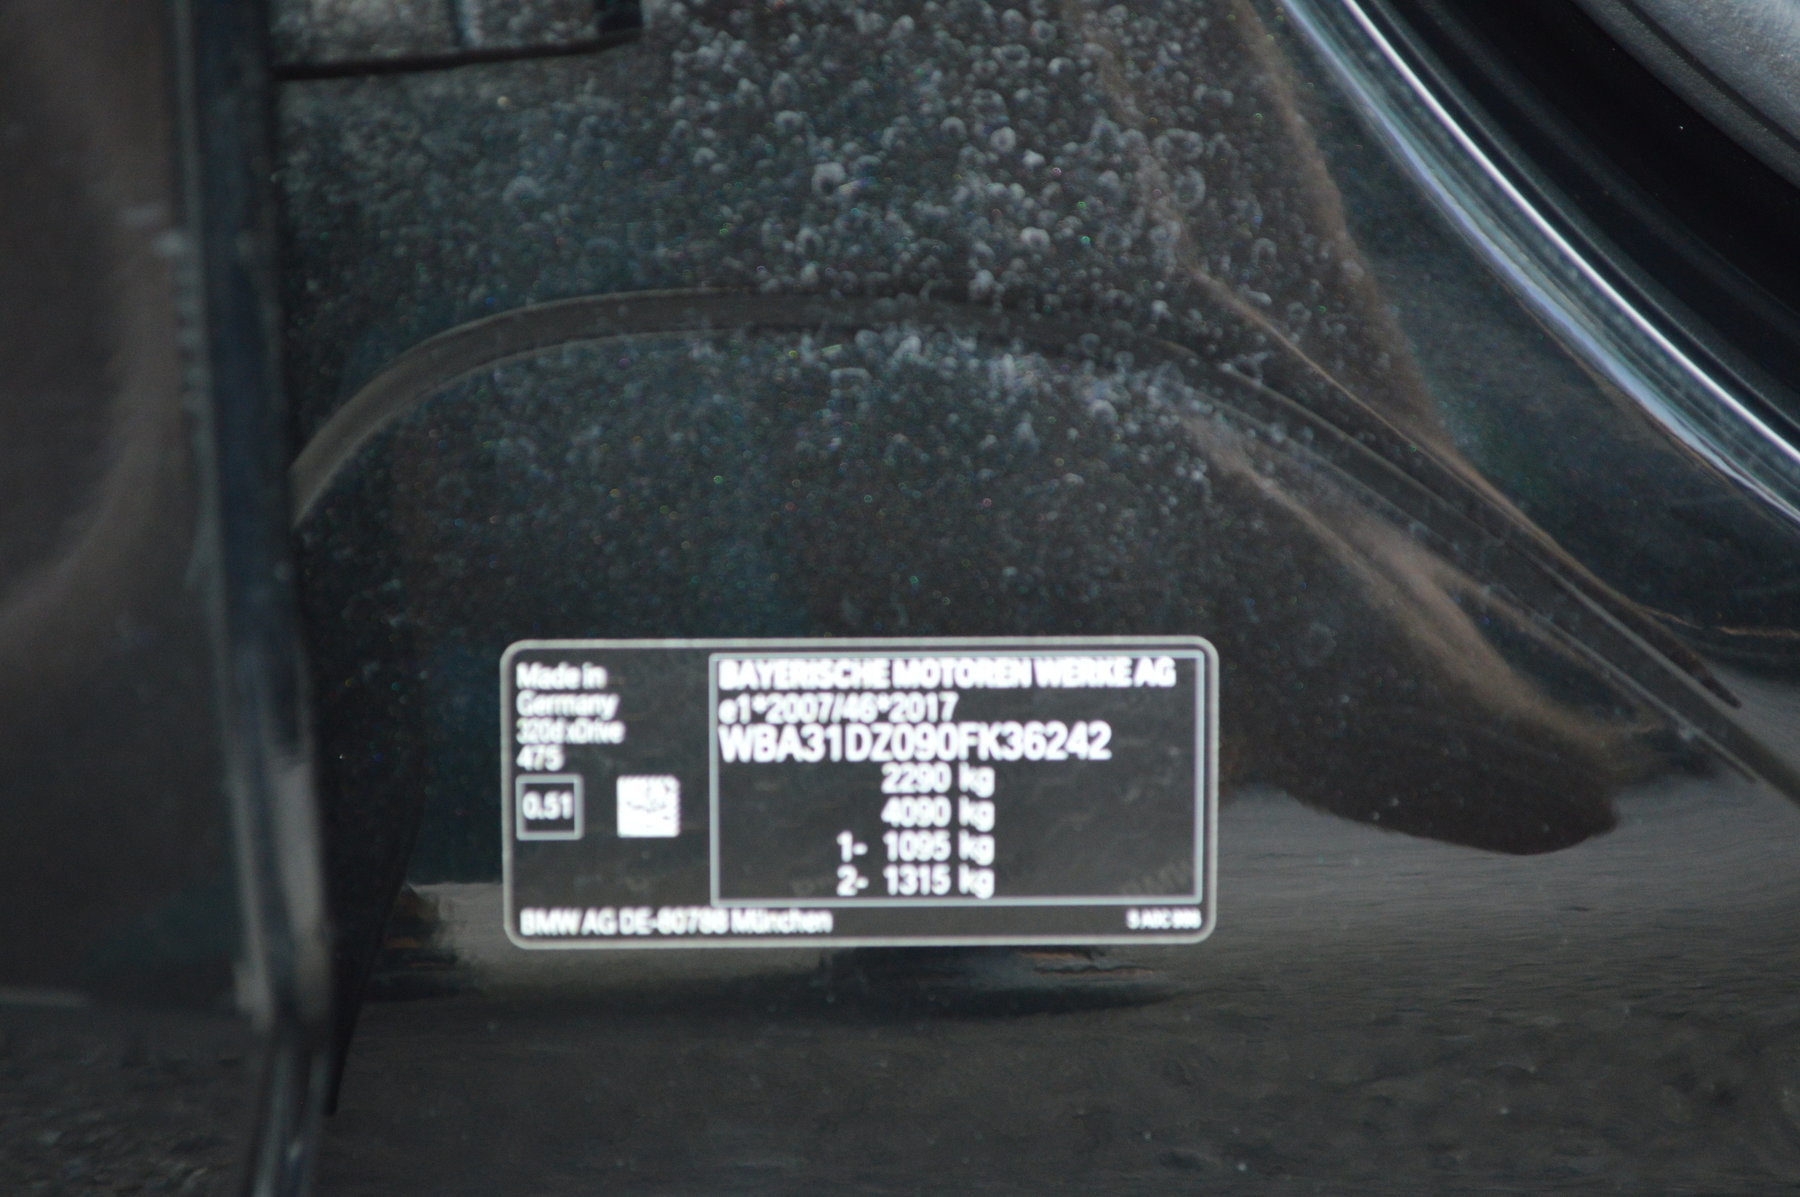 Made in
Germany
320d xDrive
475
0.51
BAYERISCHE MOTOREN WERKE AG
e1*2007/46*2017
WBA31DZ090FK36242
2290 kg
4090 kg
1- 1095 kg
2- 1315 kg
BMW AG DE-80788 München